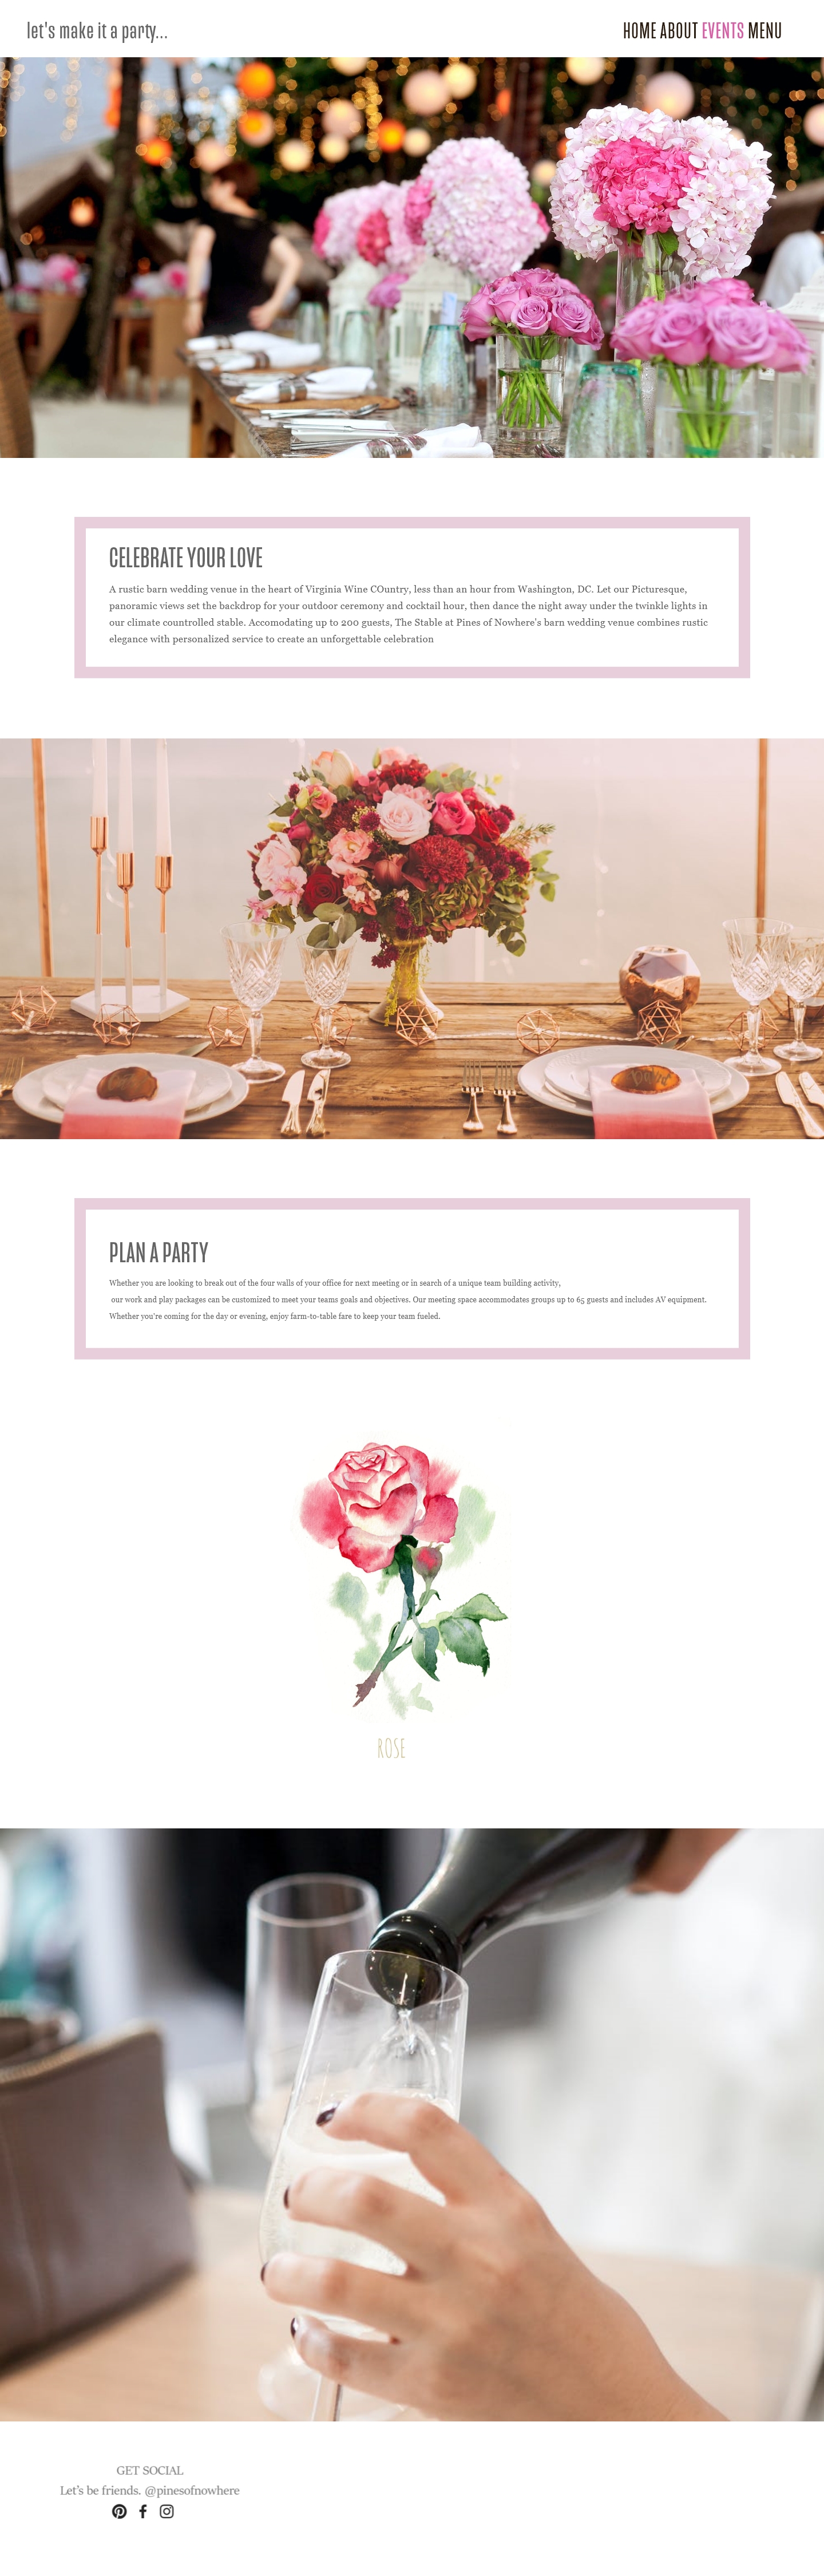 let's make it a party...
HOME ABOUT EVENTS MENU
CELEBRATE YOUR LOVE
A rustic barn wedding venue in the heart of Virginia Wine COuntry, less than an hour from Washington, DC. Let our Picturesque,
panoramic views set the backdrop for your outdoor ceremony and cocktail hour, then dance the night away under the twinkle lights in
our climate countrolled stable. Accomodating up to 200 guests, The Stable at Pines of Nowhere's barn wedding venue combines rustic
elegance with personalized service to create an unforgettable celebration
PLAN A PARTY
Whether you are looking to break out of the four walls of your office for next meeting or in search of a unique team building activity,
our work and play packages can be customized to meet your teams goals and objectives. Our meeting space accommodates groups up to 65 guests and includes AV equipment.
Whether you're coming for the day or evening, enjoy farm-to-table fare to keep your team fueled.
ROSE
GET SOCIAL
Let's be friends. @pinesofnowhere